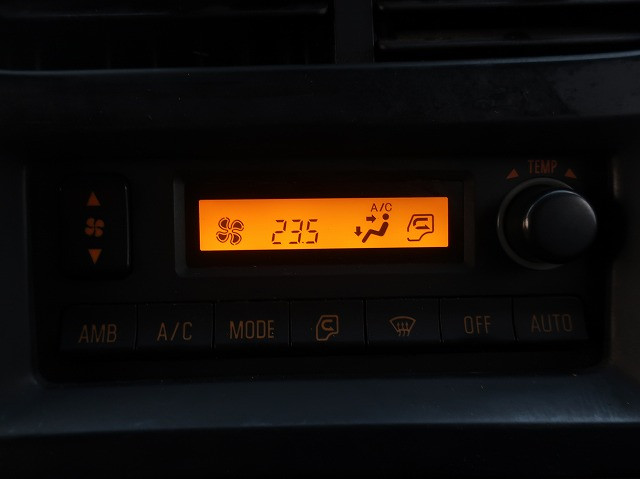 TEMP
A/C
23.5
AMB A/C MODE OFF AUTO